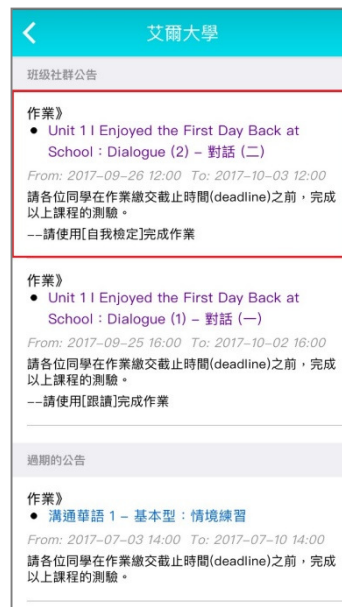 艾爾大學
班級社群公告
作業》
• Unit 1 I Enjoyed the First Day Back at
School：Dialogue (2) – 對話 (二)
From: 2017-09-26 12:00 To: 2017-10-03 12:00
請各位同學在作業繳交截止時間(deadline)之前，完成
以上課程的測驗。
––請使用[自我檢定]完成作業
作業》
• Unit 1 I Enjoyed the First Day Back at
School：Dialogue (1) – 對話 (一)
From: 2017-09-25 16:00 To: 2017-10-02 16:00
請各位同學在作業繳交截止時間(deadline)之前，完成
以上課程的測驗。
––請使用[跟讀]完成作業
過期的公告
作業》
• 溝通華語 1 – 基本型：情境練習
From: 2017-07-03 14:00 To: 2017-07-10 14:00
請各位同學在作業繳交截止時間(deadline)之前，完成
以上課程的測驗。